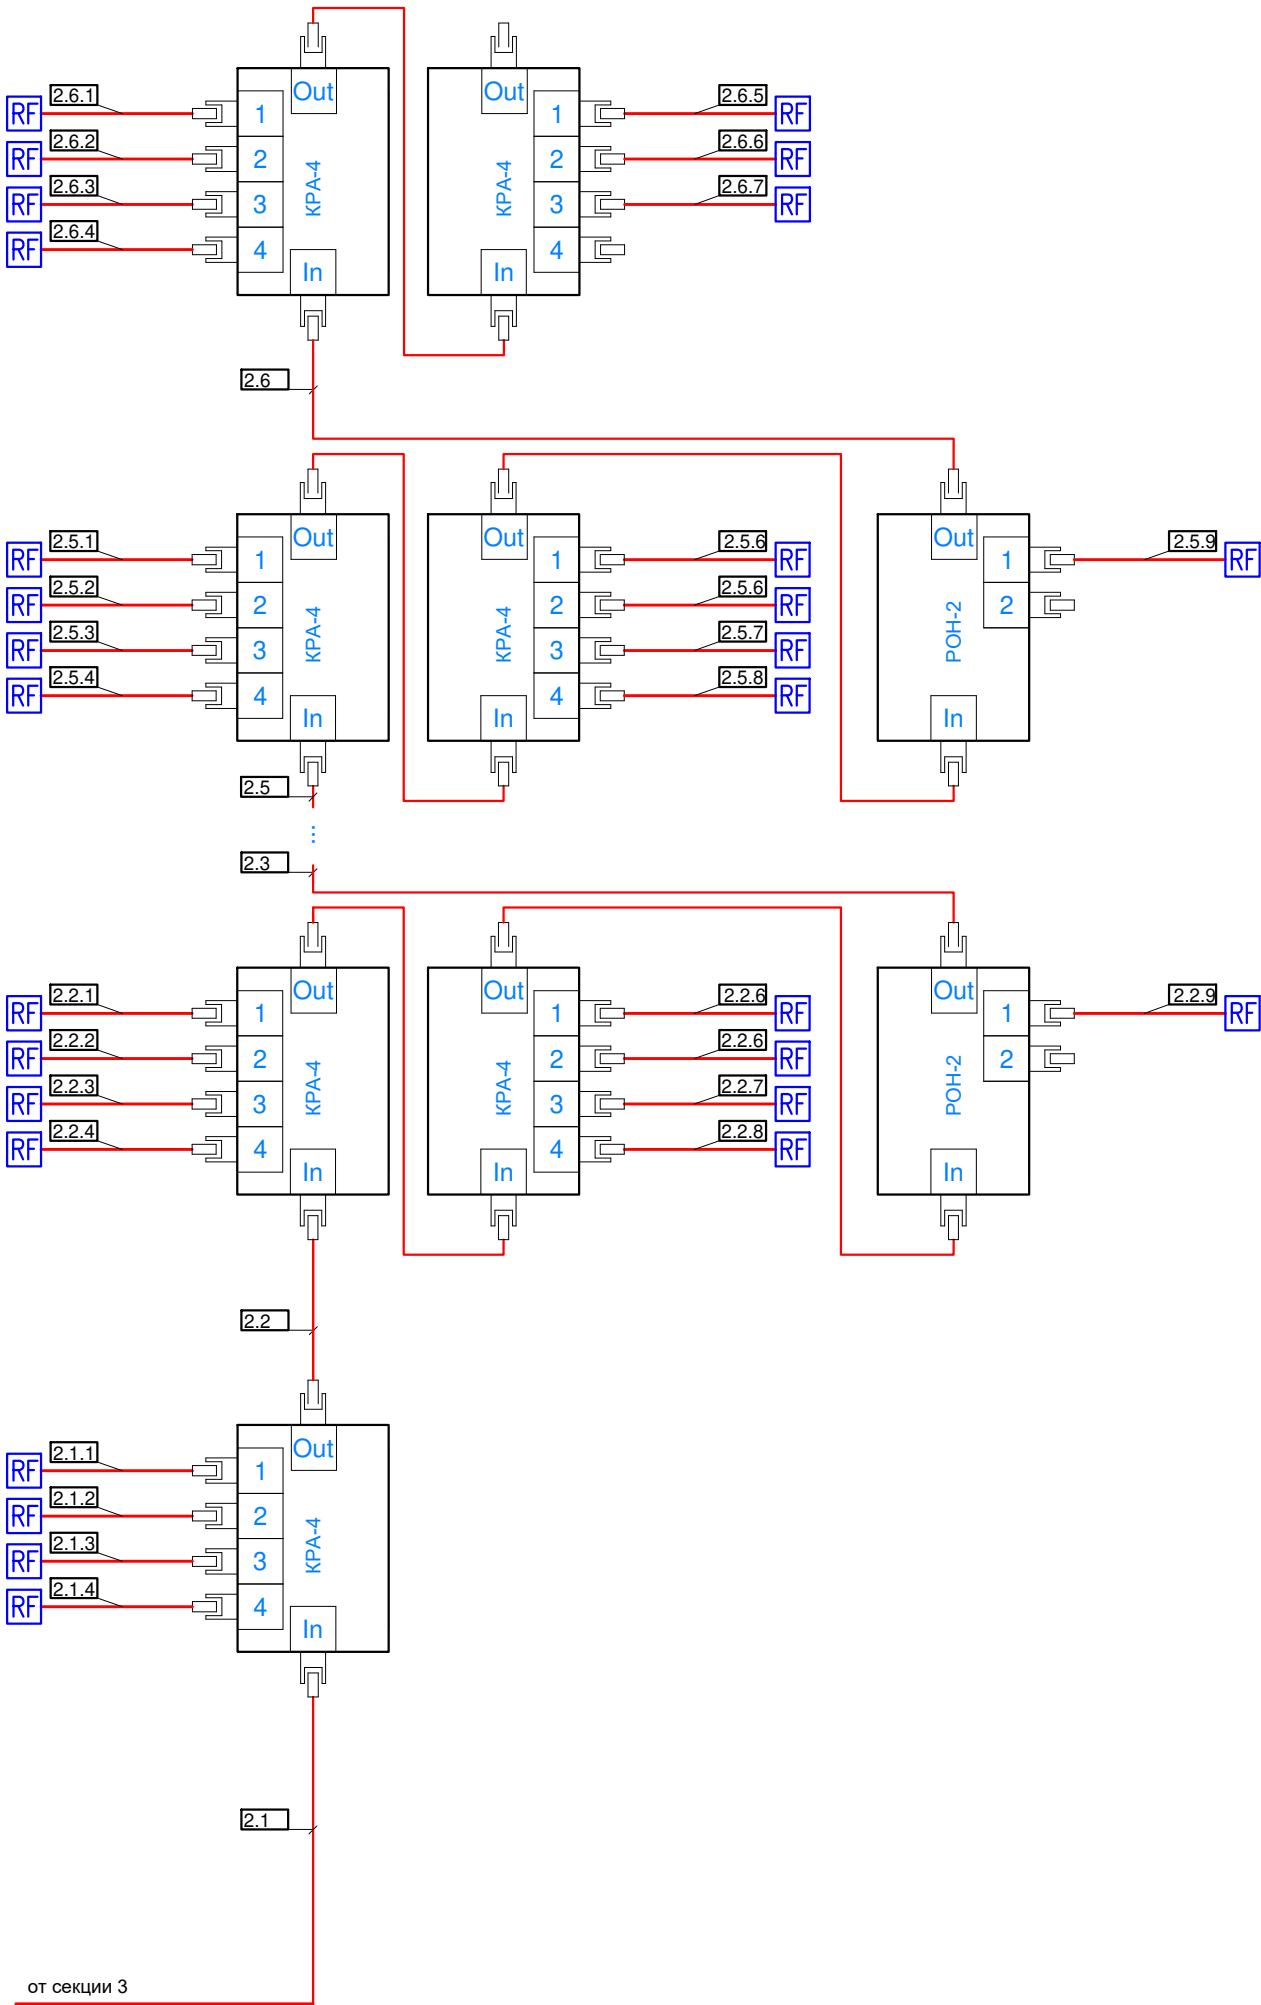 Out Out
2.6.1 2.6.5
RF 1 1 RF
2.6.2 2.6.6
RF 2 2 RF
КРА-4 КРА-4
2.6.3 2.6.7
RF 3 3 RF
2.6.4
RF 4 4
In In
2.6
Out Out Out
2.5.1 2.5.6 2.5.9
RF 1 1 RF 1 RF
2.5.2 2.5.6
RF 2 2 RF 2
КРА-4 КРА-4 РОН-2
2.5.3 2.5.7
RF 3 3 RF
2.5.4 2.5.8
RF 4 4 RF
In In In
2.5
...
2.3
Out Out Out
2.2.1 2.2.6 2.2.9
RF 1 1 RF 1 RF
2.2.2 2.2.6
RF 2 2 RF 2
КРА-4 КРА-4 РОН-2
2.2.3 2.2.7
RF 3 3 RF
2.2.4 2.2.8
RF 4 4 RF
In In In
2.2
Out
2.1.1
RF 1
2.1.2
RF 2
КРА-4
2.1.3
RF 3
2.1.4
RF 4
In
2.1
от секции 3